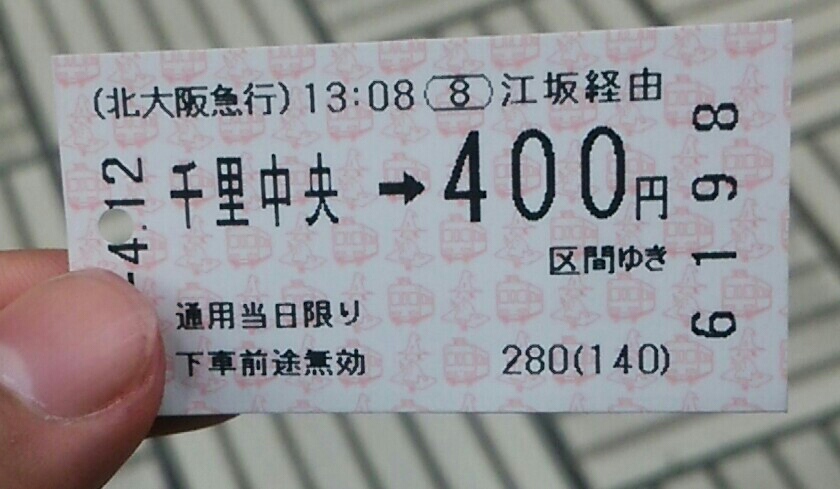 (北大阪急行)13:08 8 江坂経由
千里中央→400円
区間ゆき
通用当日限り
下車前途無効 280(140)
-4.12
6198